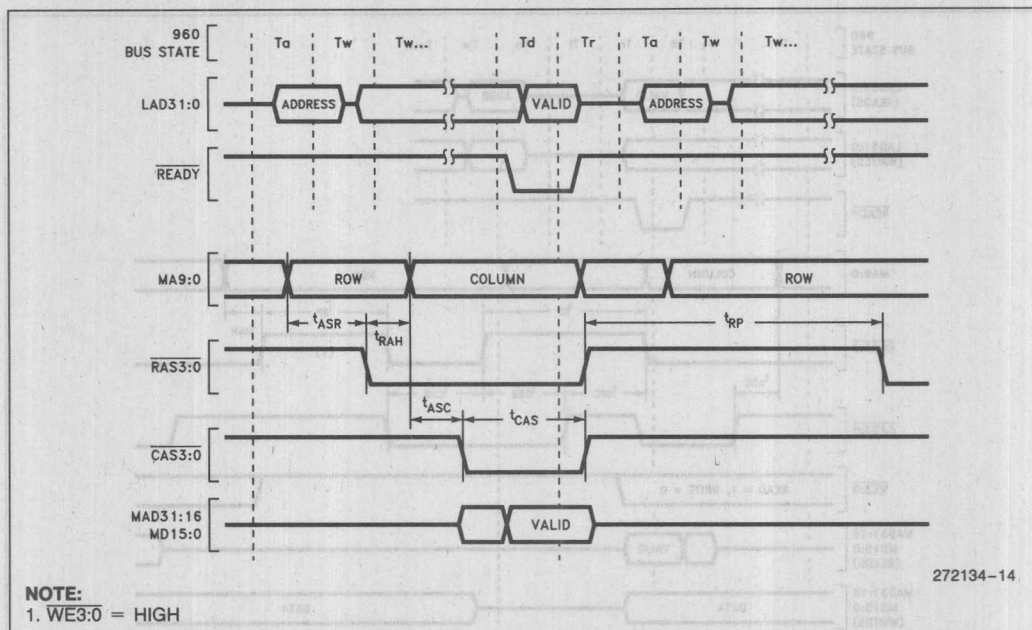 960
BUS STATE
Ta Tw Tw... Td Tr Ta Tw Tw...
LAD31:0 ADDRESS VALID ADDRESS
READY
MA9:0 ROW COLUMN ROW
tASR tRAH tRP
RAS3:0
tASC tCAS
CAS3:0
MAD31:16
MD15:0
VALID
272134-14
NOTE:
1. WE3:0 = HIGH